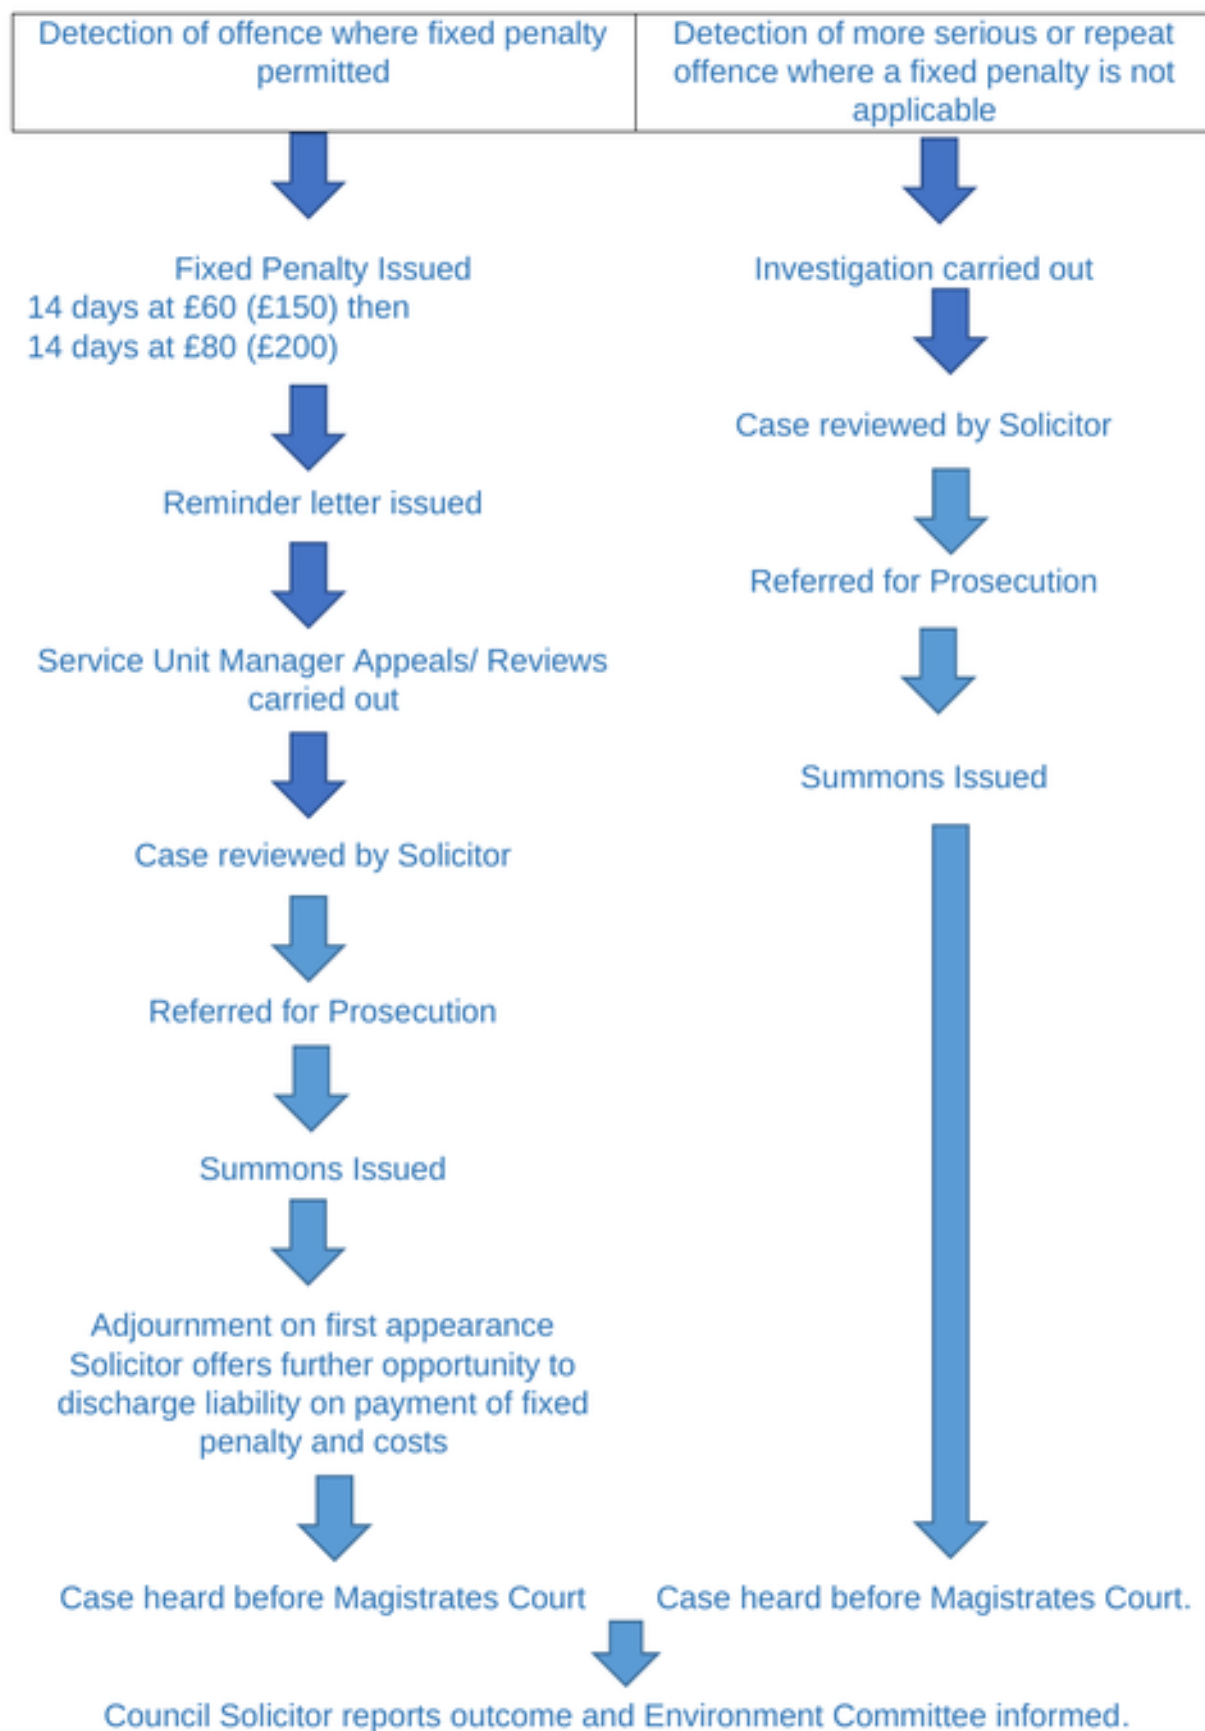 Detection of offence where fixed penalty
permitted
Detection of more serious or repeat
offence where a fixed penalty is not
applicable
Fixed Penalty Issued
14 days at £60 (£150) then
14 days at £80 (£200)
Reminder letter issued
Service Unit Manager Appeals/ Reviews
carried out
Case reviewed by Solicitor
Referred for Prosecution
Summons Issued
Adjournment on first appearance
Solicitor offers further opportunity to
discharge liability on payment of fixed
penalty and costs
Case heard before Magistrates Court
Investigation carried out
Case reviewed by Solicitor
Referred for Prosecution
Summons Issued
Case heard before Magistrates Court.
Council Solicitor reports outcome and Environment Committee informed.